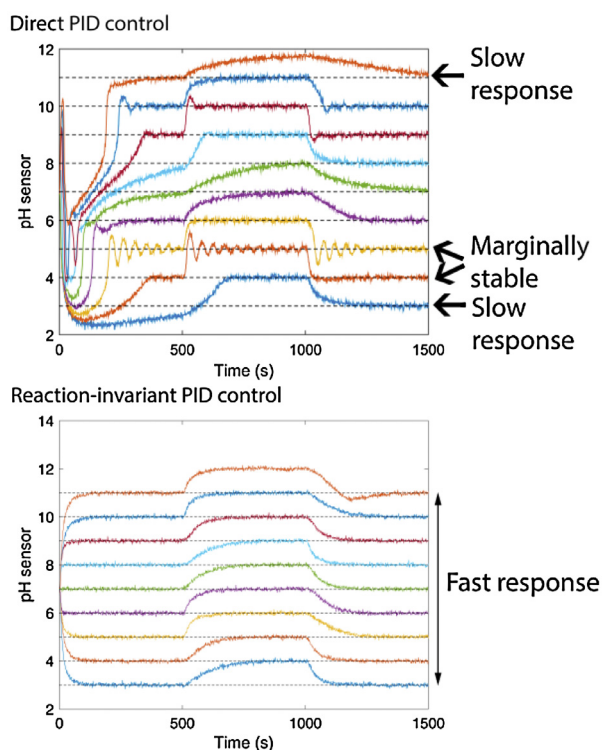 Direct PID control
12
10
8
6
4
2
pH sensor
0
500
1000
1500
Time (s)
Slow
response
Marginally
stable
Slow
response
Reaction-invariant PID control
14
12
10
8
6
4
2
pH sensor
0
500
1000
1500
Time (s)
Fast response